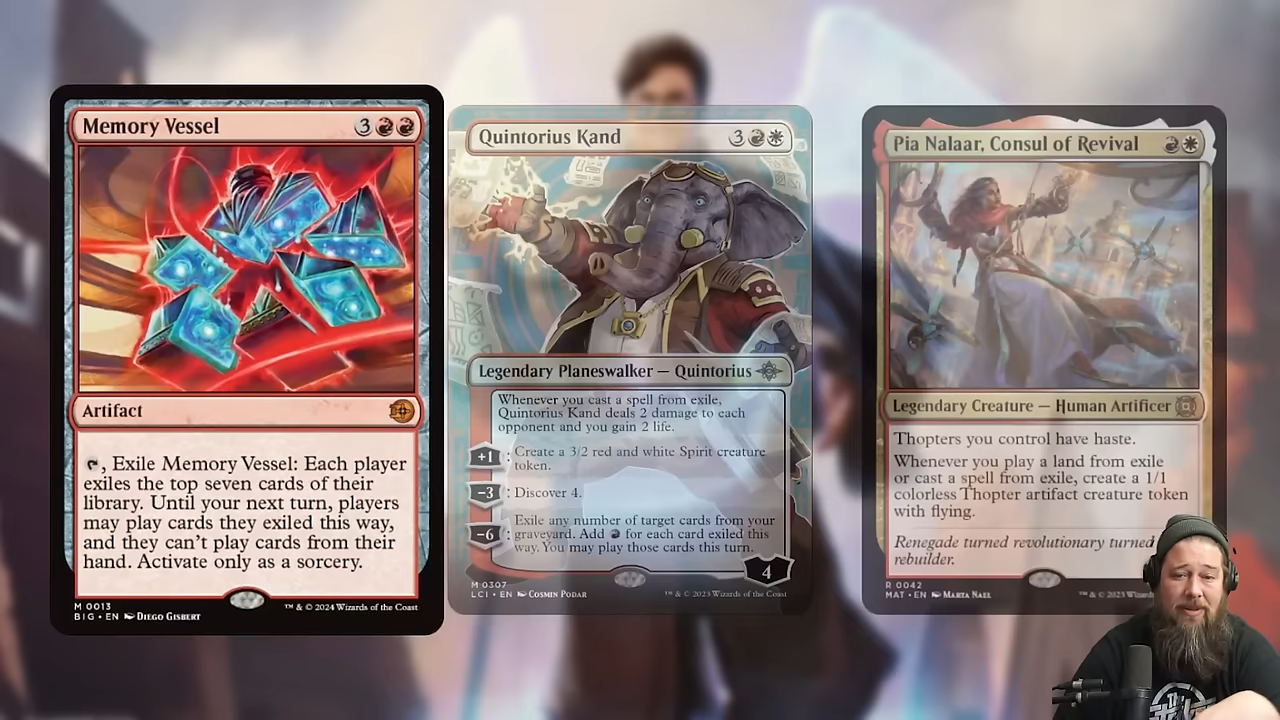 Memory Vessel
3
Artifact
, Exile Memory Vessel: Each player
exiles the top seven cards of their
library. Until your next turn, players
may play cards they exiled this way,
and they can't play cards from their
hand. Activate only as a sorcery.
M 0013
BIG • EN Diego Gisbert
™ & © 2024 Wizards of the Coast
Quintorius Kand
3
Legendary Planeswalker — Quintorius
Whenever you cast a spell from exile,
Quintorius Kand deals 2 damage to each
opponent and you gain 2 life.
+1: Create a 3/2 red and white Spirit creature
token.
−3: Discover 4.
−6: Exile any number of target cards from your
graveyard. Add for each card exiled this
way. You may play those cards this turn.
4
M 0307
LCI • EN Cosmin Podar
™ & © 2023 Wizards of the Coast
Pia Nalaar, Consul of Revival
Legendary Creature — Human Artificer
Thopters you control have haste.
Whenever you play a land from exile
or cast a spell from exile, create a 1/1
colorless Thopter artifact creature token
with flying.
Renegade turned revolutionary turned
rebuilder.
R 0042
MAT • EN Marta Nael
™ & © 2023 Wizards